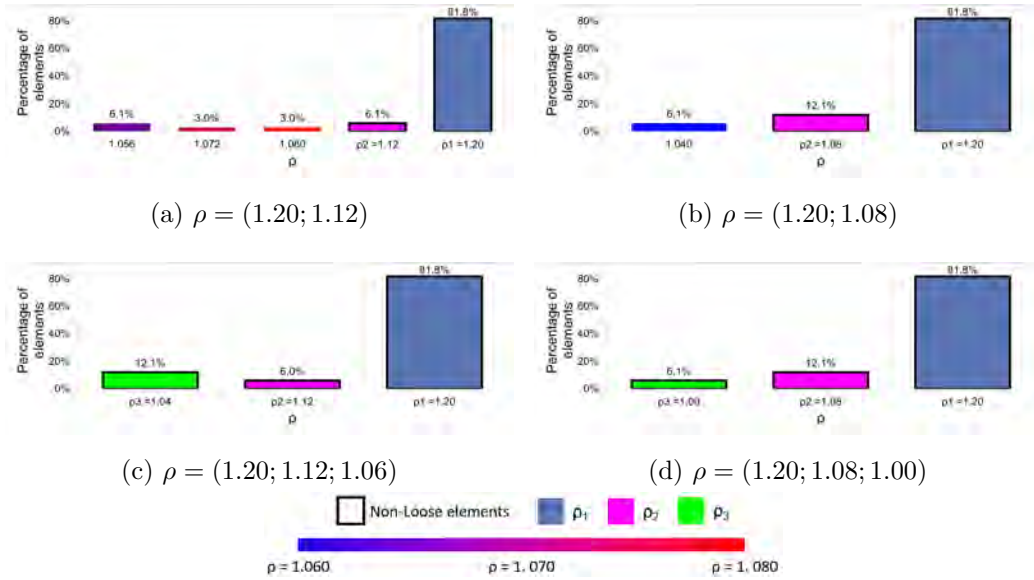 81.8%
80%
60%
40%
20%
0%
Percentage of
elements
6.1%
3.0%
3.0%
6.1%
1.056
1.072
1.080
ρ2 =1.12
ρ1 =1.20
ρ
(a) ρ = (1.20; 1.12)
81.8%
80%
60%
40%
20%
0%
Percentage of
elements
6.1%
12.1%
1.040
ρ2 =1.08
ρ1 =1.20
ρ
(b) ρ = (1.20; 1.08)
81.8%
80%
60%
40%
20%
0%
Percentage of
elements
12.1%
6.0%
ρ3 =1.04
ρ2 =1.12
ρ1 =1.20
ρ
(c) ρ = (1.20; 1.12; 1.06)
81.8%
80%
60%
40%
20%
0%
Percentage of
elements
6.1%
12.1%
ρ3 =1.00
ρ2 =1.08
ρ1 =1.20
ρ
(d) ρ = (1.20; 1.08; 1.00)
Non-Loose elements ρ₁ ρ₂ ρ₃
ρ = 1.060 ρ = 1. 070 ρ = 1. 080